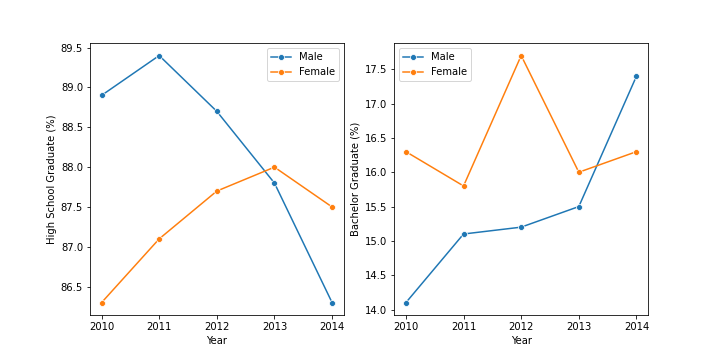 89.5
89.0
88.5
88.0
87.5
87.0
86.5
High School Graduate (%)
2010 2011 2012 2013 2014
Year
Male
Female
17.5
17.0
16.5
16.0
15.5
15.0
14.5
14.0
Bachelor Graduate (%)
2010 2011 2012 2013 2014
Year
Male
Female